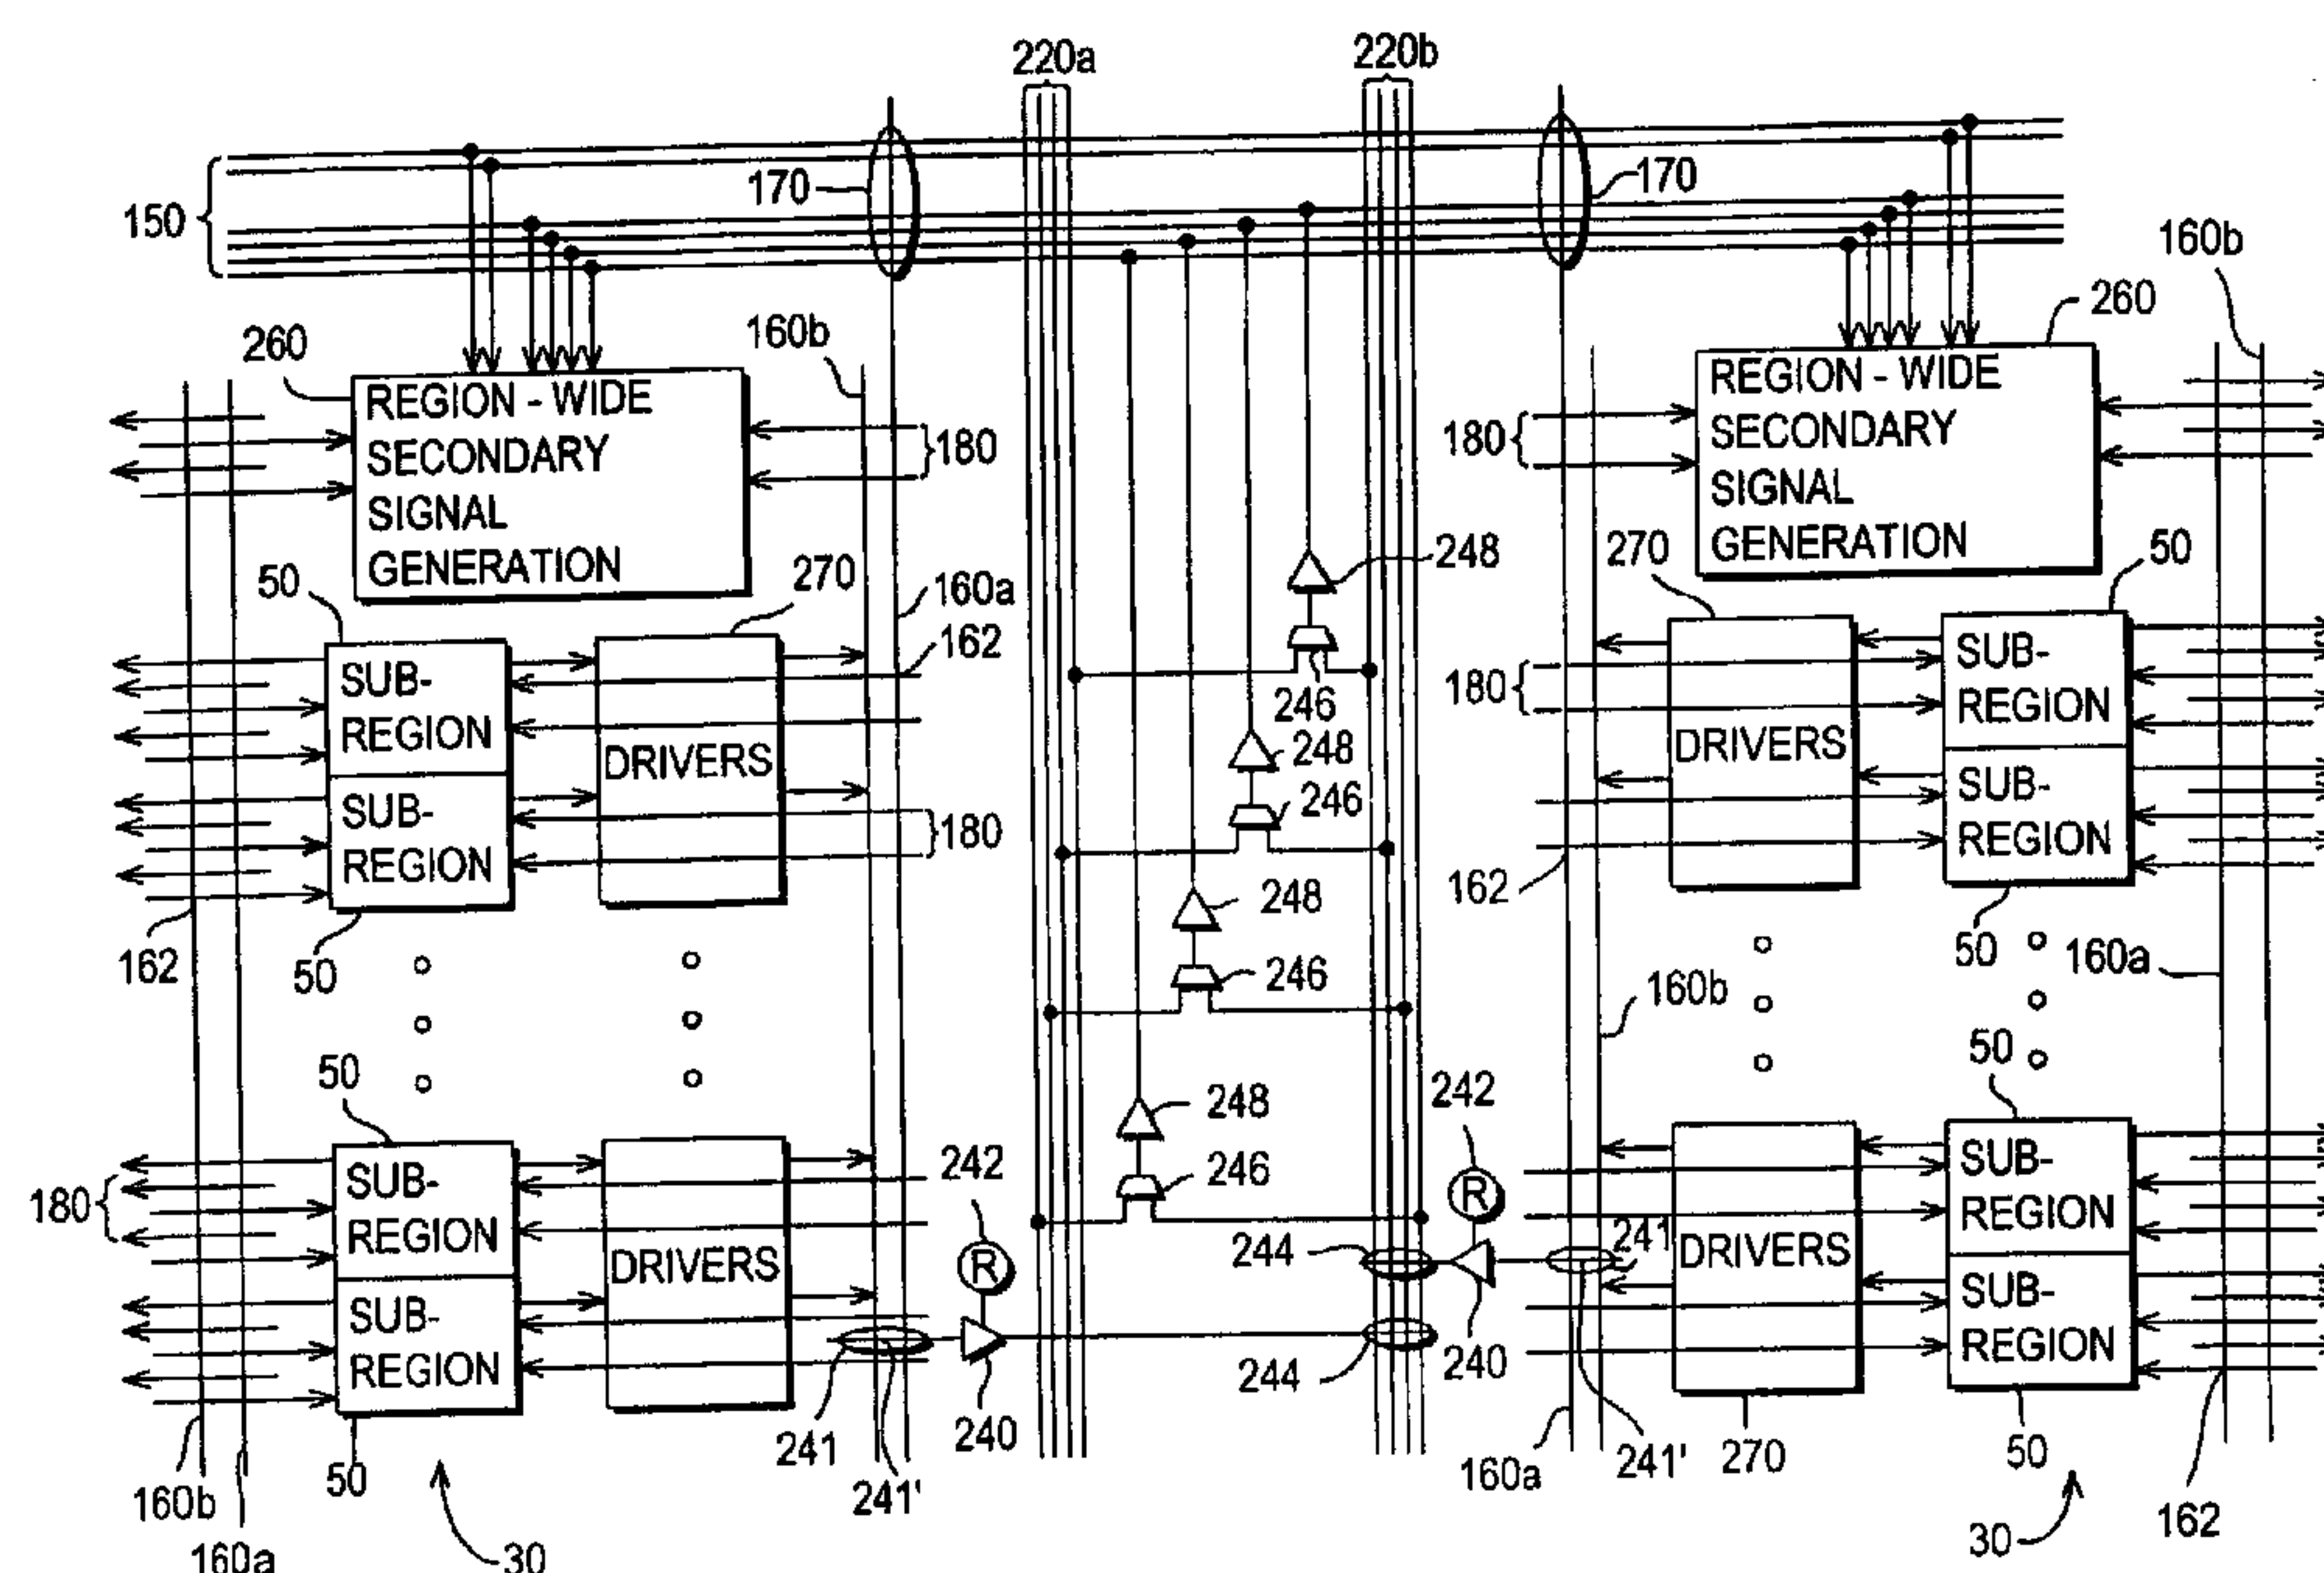 220a 220b
170 170
150
160b
260 160b 260
REGION - WIDE
SECONDARY
SIGNAL
GENERATION
180
180
REGION - WIDE
SECONDARY
SIGNAL
GENERATION
50 270 160a 248 270 50
162
SUB-
REGION
SUB-
REGION
DRIVERS
246
248
246
180
180
DRIVERS
SUB-
REGION
SUB-
REGION
162 50 248 162 50 160a
246 160b
50 248 242 50
242 246
180
SUB-
REGION
SUB-
REGION
DRIVERS
R
R
244 241
244 240
DRIVERS
SUB-
REGION
SUB-
REGION
241 240
50 241' 160a 241' 270 50
160b 162
160a 30 30